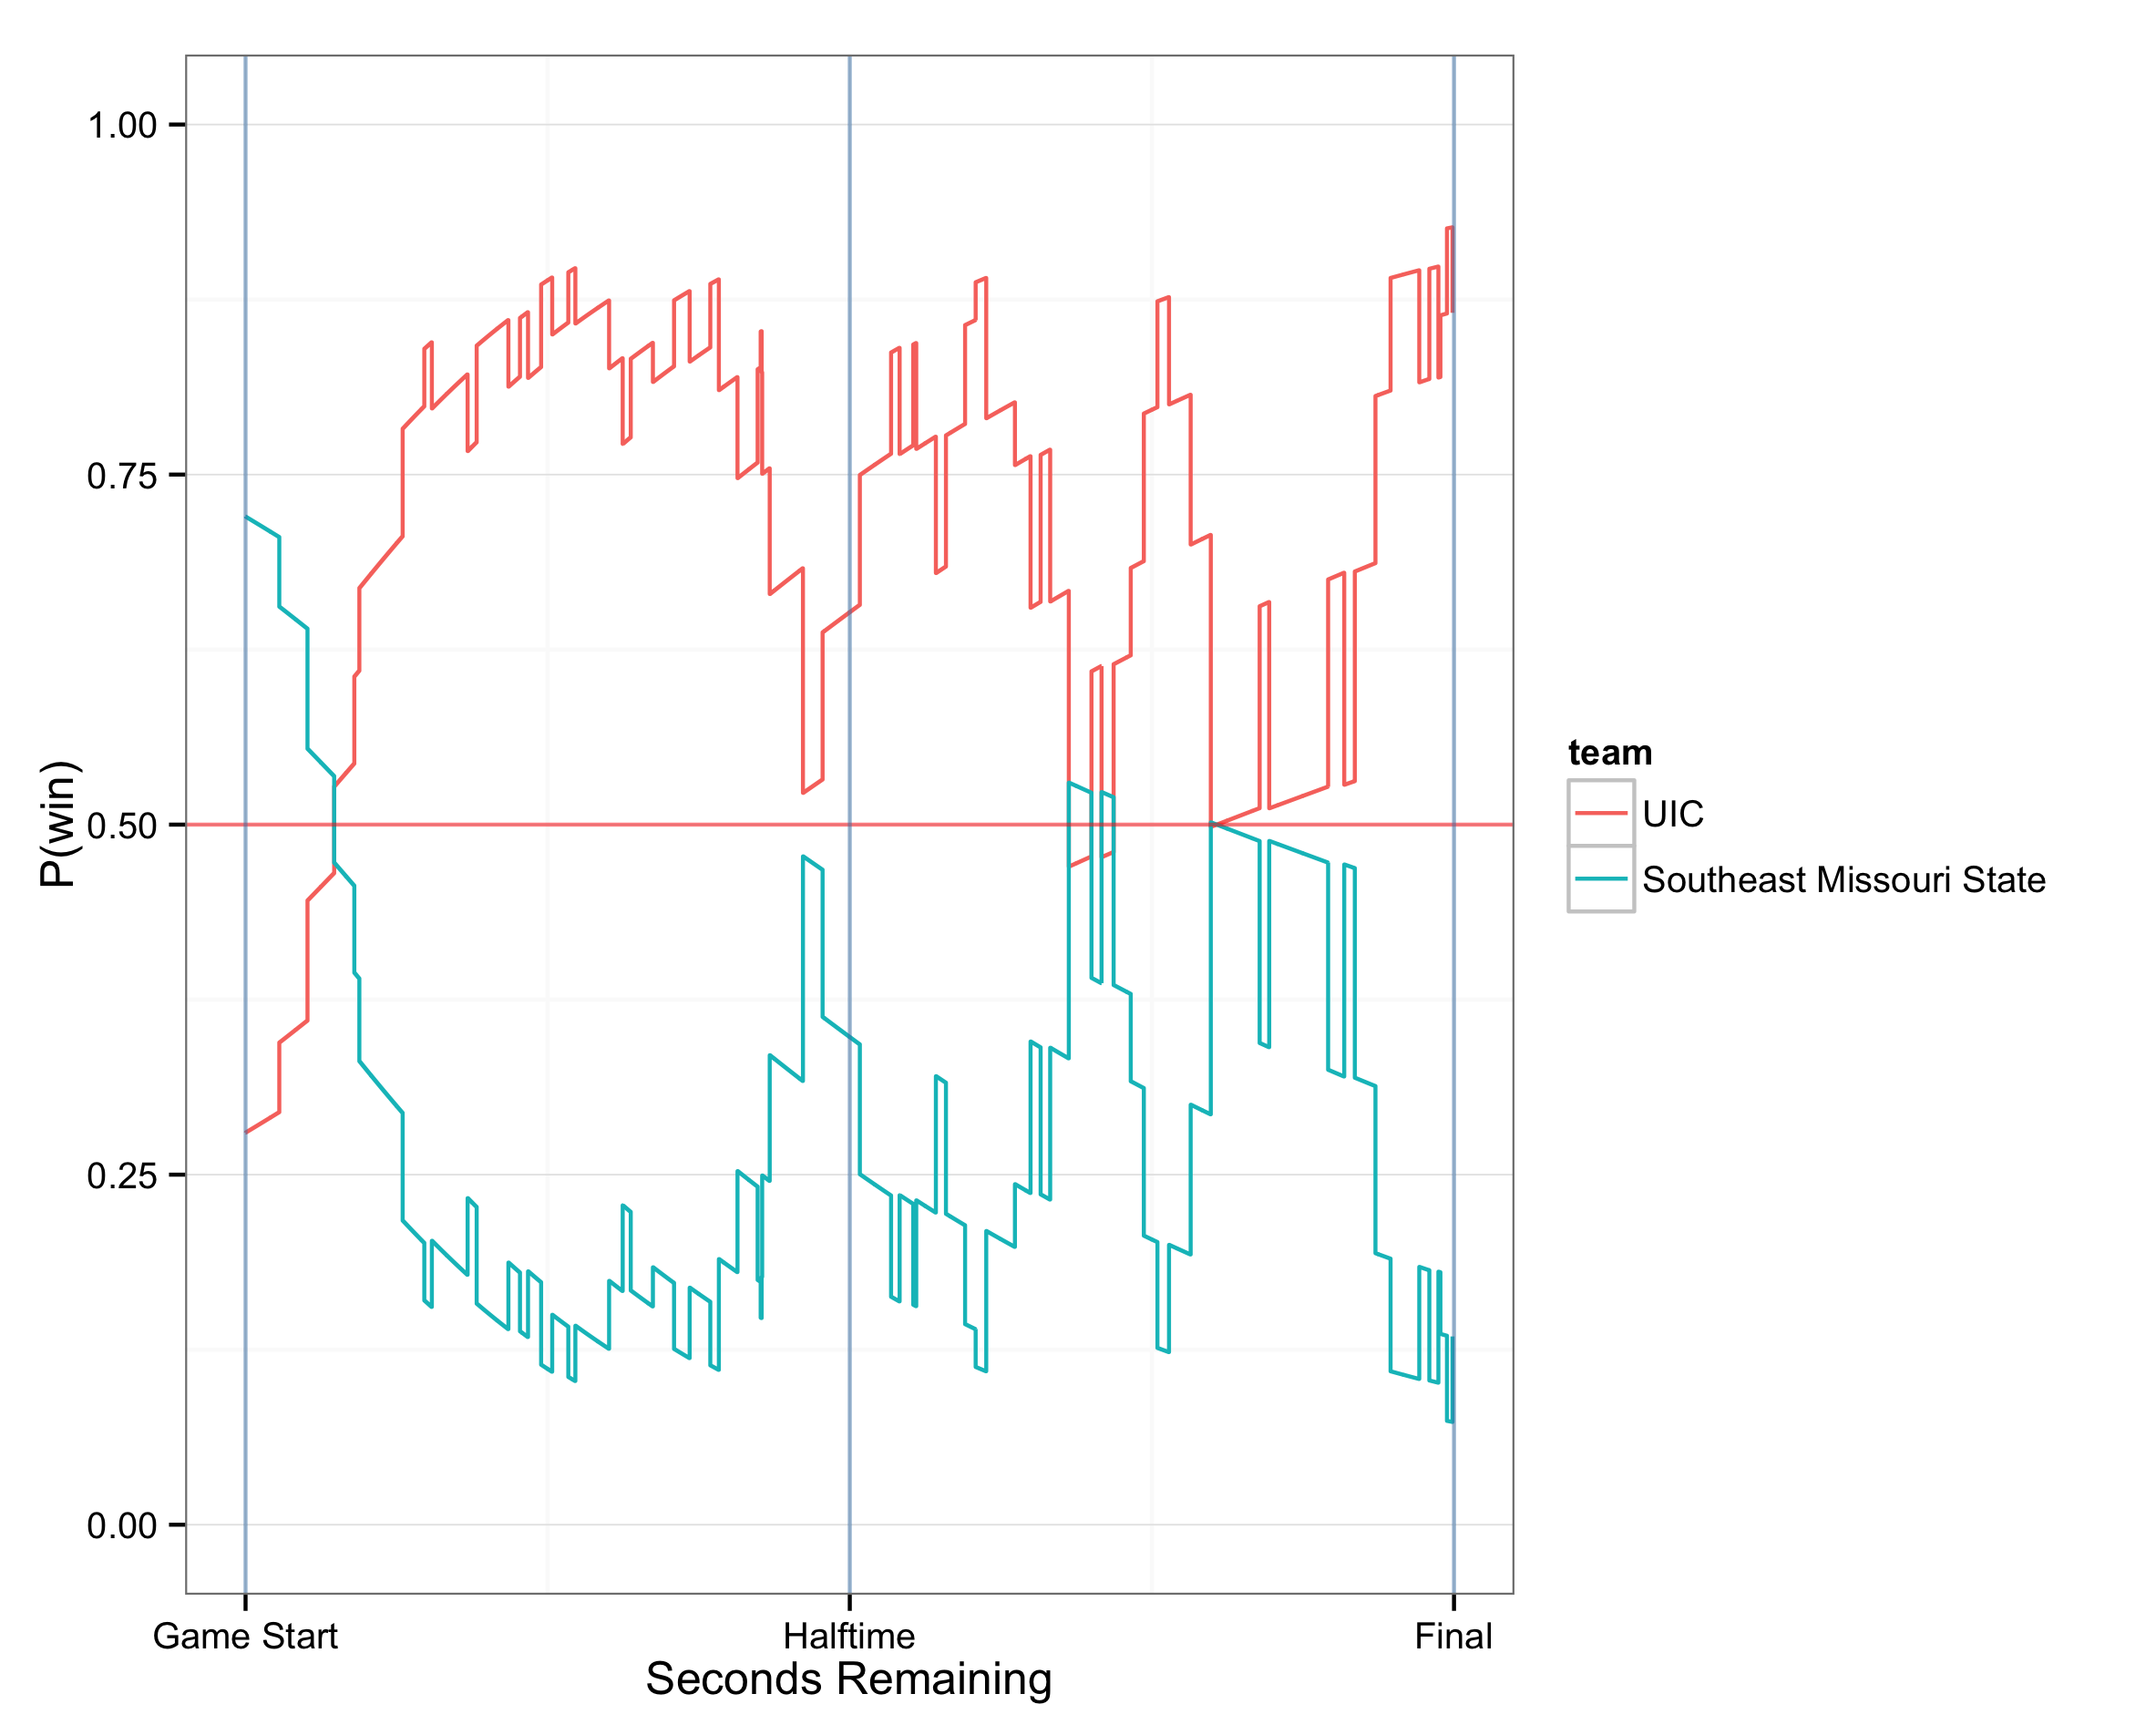 1.00
0.75
0.50
0.25
0.00
P(win)
Game Start
Halftime
Final
Seconds Remaining
team
UIC
Southeast Missouri State